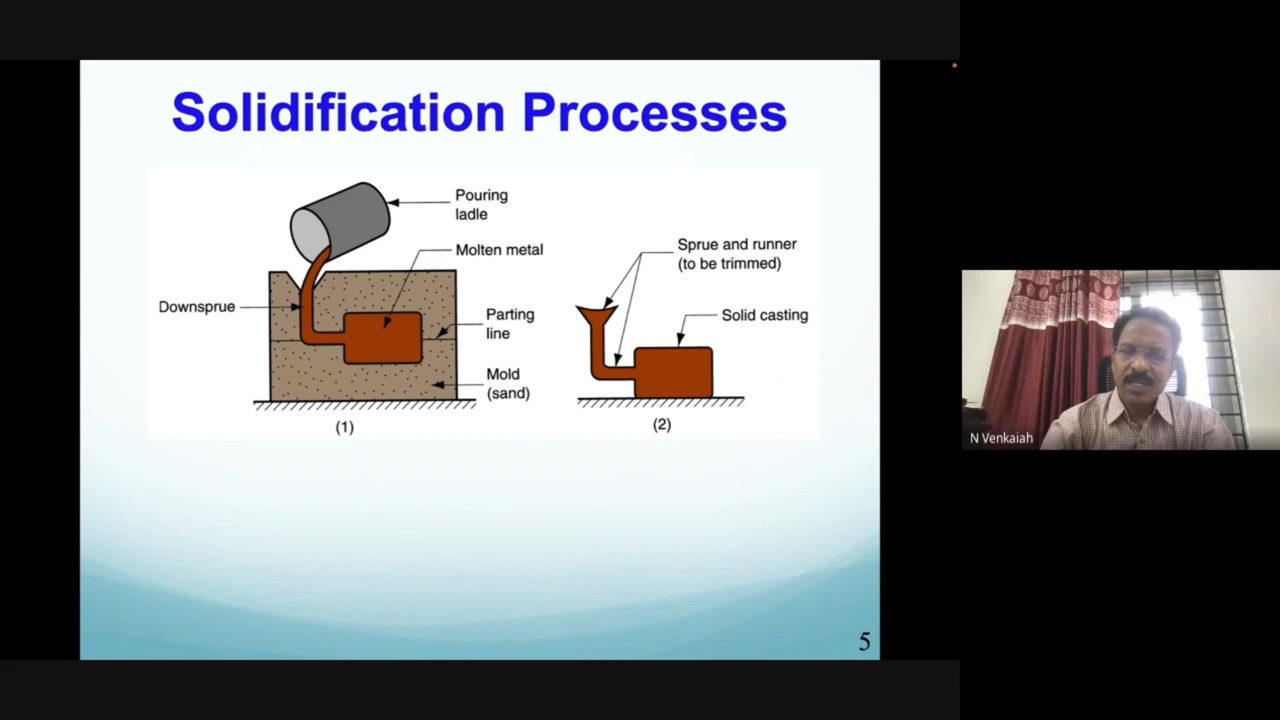 Solidification Processes
Pouring
ladle
Molten metal
Downsprue
Parting
line
Mold
(sand)
(1)
Sprue and runner
(to be trimmed)
Solid casting
(2)
5
N Venkaiah